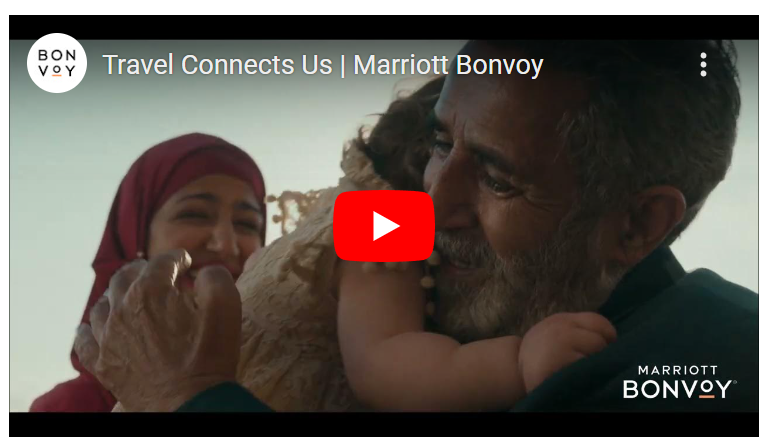 BON
VOY
Travel Connects Us | Marriott Bonvoy
MARRIOTT
BONVOY